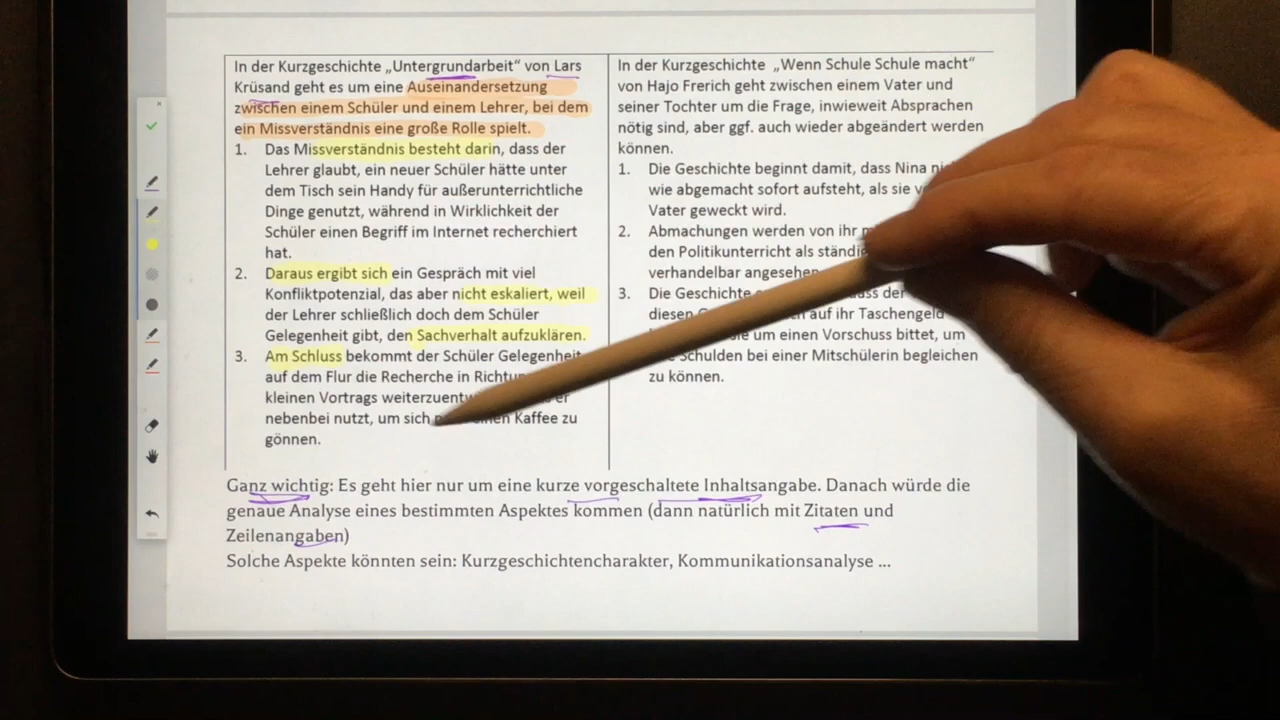 In der Kurzgeschichte „Untergrundarbeit“ von Lars
Krüsand geht es um eine Auseinandersetzung
zwischen einem Schüler und einem Lehrer, bei dem
ein Missverständnis eine große Rolle spielt.
1. Das Missverständnis besteht darin, dass der
Lehrer glaubt, ein neuer Schüler hätte unter
dem Tisch sein Handy für außerunterrichtliche
Dinge genutzt, während in Wirklichkeit der
Schüler einen Begriff im Internet recherchiert
hat.
2. Daraus ergibt sich ein Gespräch mit viel
Konfliktpotenzial, das aber nicht eskaliert, weil
der Lehrer schließlich doch dem Schüler
Gelegenheit gibt, den Sachverhalt aufzuklären.
3. Am Schluss bekommt der Schüler Gelegenheit
auf dem Flur die Recherche in
kleinen Vortrags
nebenbei nutzt, um sich Kaffee zu
gönnen.
In der Kurzgeschichte „Wenn Schule Schule macht“
von Hajo Frerich geht zwischen einem Vater und
seiner Tochter um die Frage, inwieweit Absprachen
nötig sind, aber ggf. auch wieder abgeändert werden
können.
1. Die Geschichte beginnt damit, dass Nina
wie abgemacht sofort aufsteht, als sie
Vater geweckt wird.
2. Abmachungen werden von ihr
den Politikunterricht als
verhandelbar angesehen
3. Die Geschichte der
diesen auf ihr Taschengeld
um einen Vorschuss bittet, um
Schulden bei einer Mitschülerin begleichen
zu können.
Ganz wichtig: Es geht hier nur um eine kurze vorgeschaltete Inhaltsangabe. Danach würde die
genaue Analyse eines bestimmten Aspektes kommen (dann natürlich mit Zitaten und
Zeilenangaben)
Solche Aspekte könnten sein: Kurzgeschichtencharakter, Kommunikationsanalyse ...